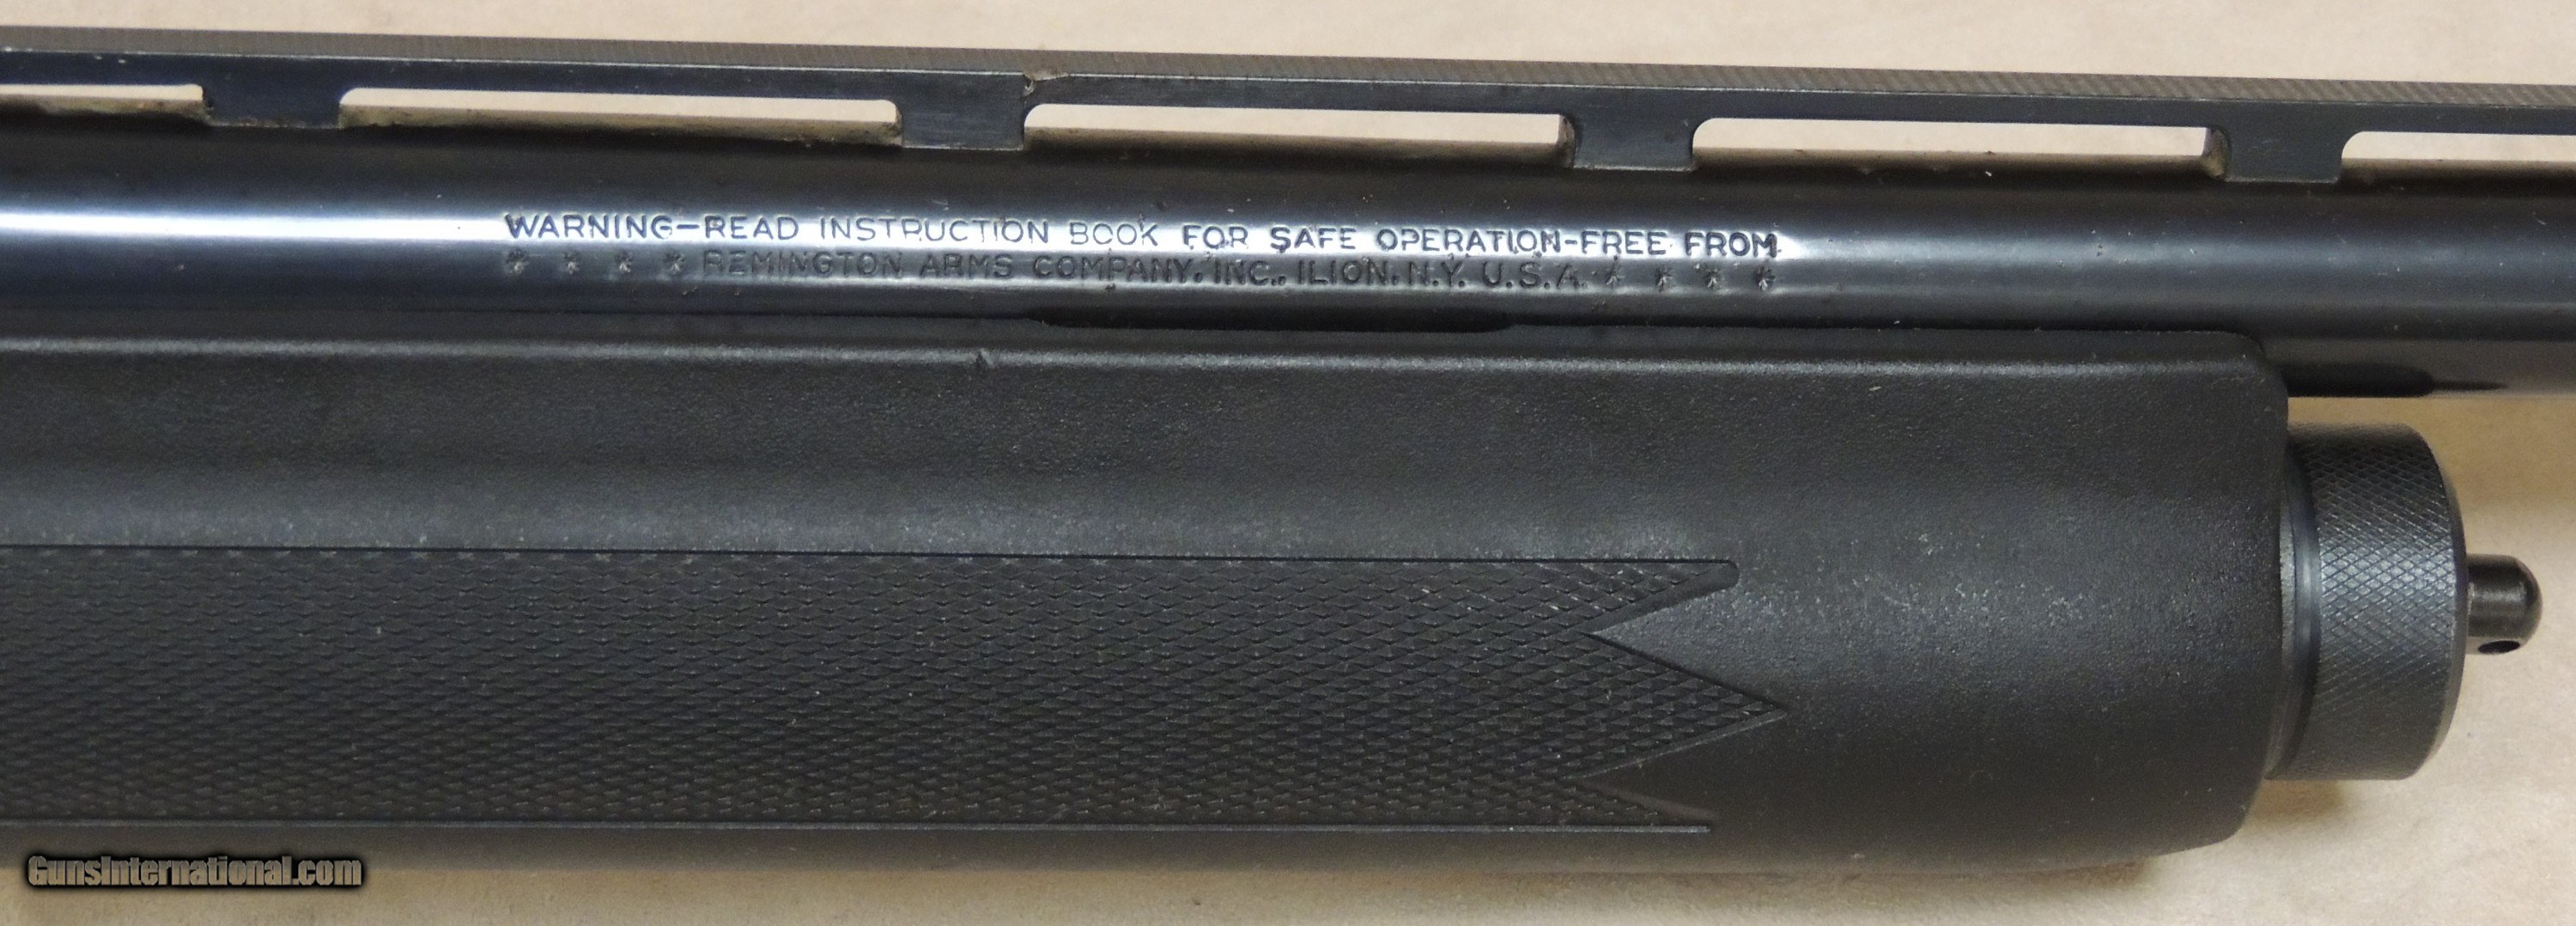 WARNING-READ INSTRUCTION BOOK FOR SAFE OPERATION-FREE FROM
* * * * REMINGTON ARMS COMPANY, INC., ILION, N.Y. U.S.A. * * * *
GunsInternational.com